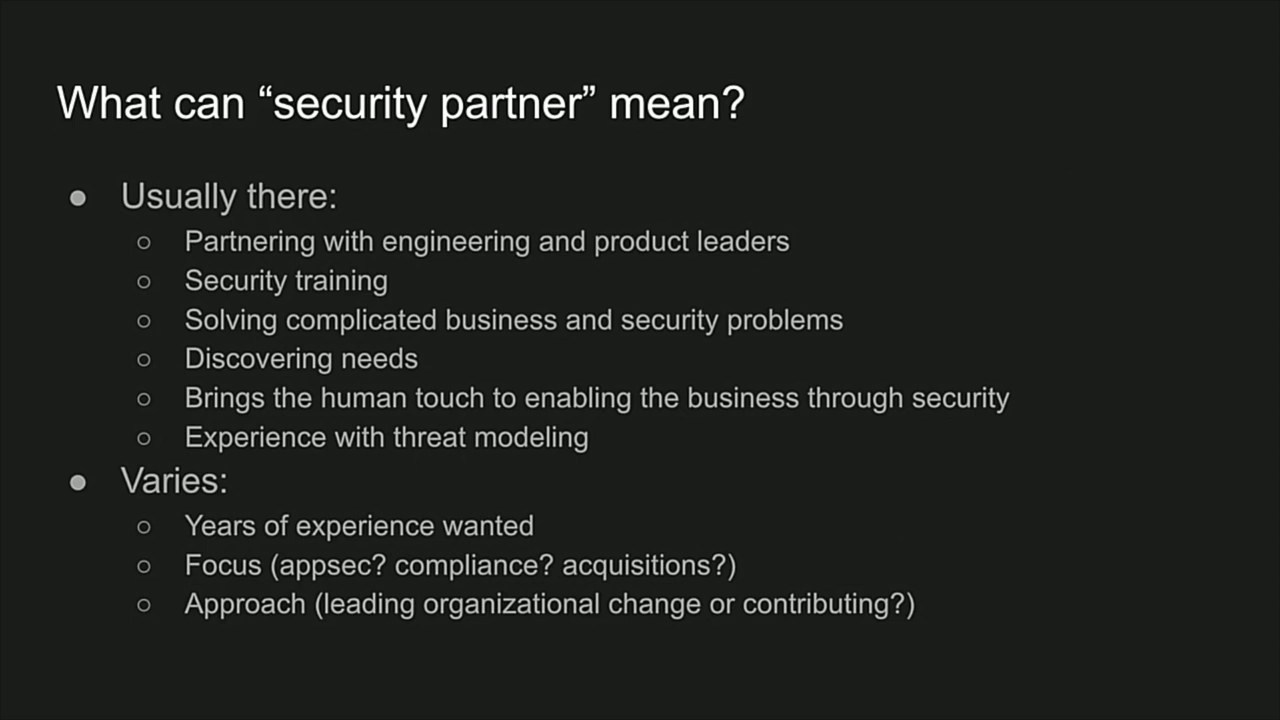 What can “security partner” mean?
● Usually there:
○ Partnering with engineering and product leaders
○ Security training
○ Solving complicated business and security problems
○ Discovering needs
○ Brings the human touch to enabling the business through security
○ Experience with threat modeling
● Varies:
○ Years of experience wanted
○ Focus (appsec? compliance? acquisitions?)
○ Approach (leading organizational change or contributing?)